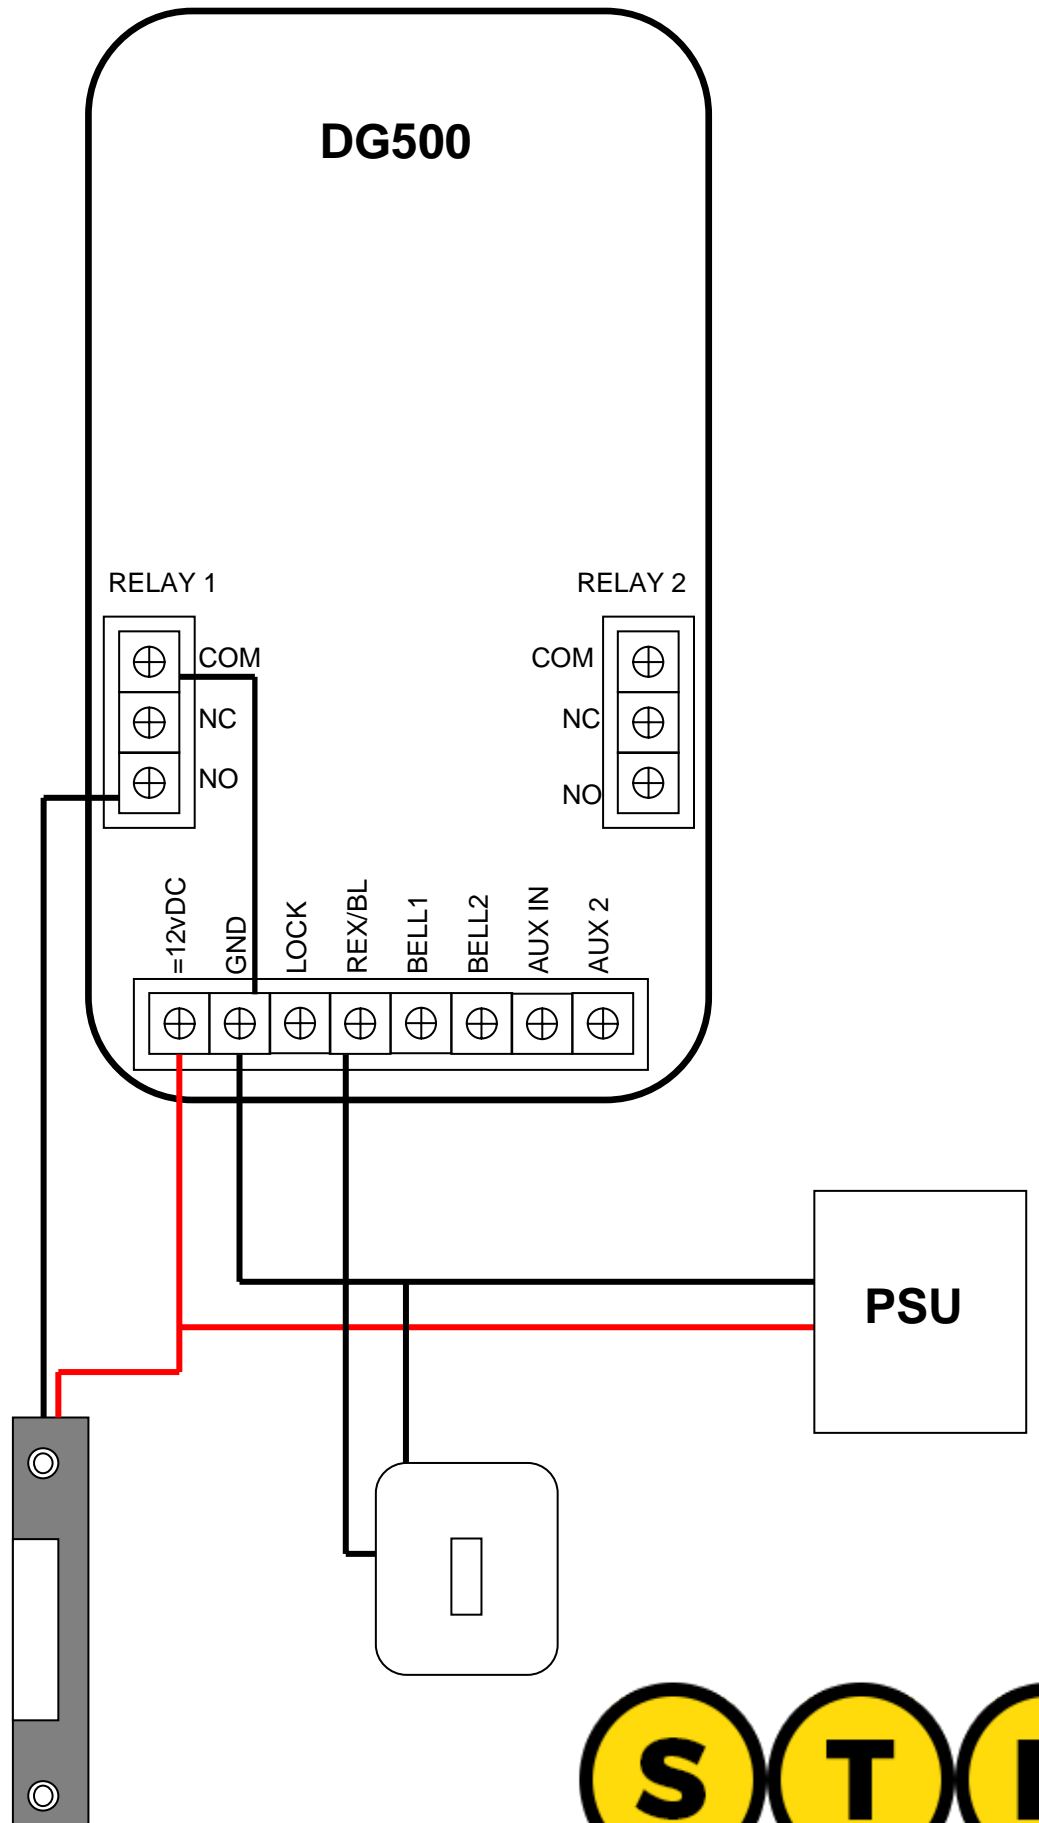 DG500
RELAY 1
RELAY 2
COM
COM
NC
NC
NO
NO
=12vDC
GND
LOCK
REX/BL
BELL1
BELL2
AUX IN
AUX 2
PSU
S T